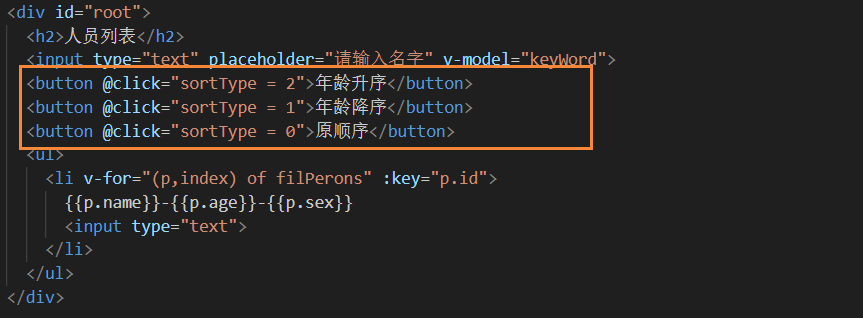 <div id="root">
<h2>人员列表</h2>
<input type="text" placeholder="请输入名字" v-model="keyWord">
<button @click="sortType = 2">年龄升序</button>
<button @click="sortType = 1">年龄降序</button>
<button @click="sortType = 0">原顺序</button>
<ul>
<li v-for="(p,index) of filPerons" :key="p.id">
{{p.name}}-{{p.age}}-{{p.sex}}
<input type="text">
</li>
</ul>
</div>